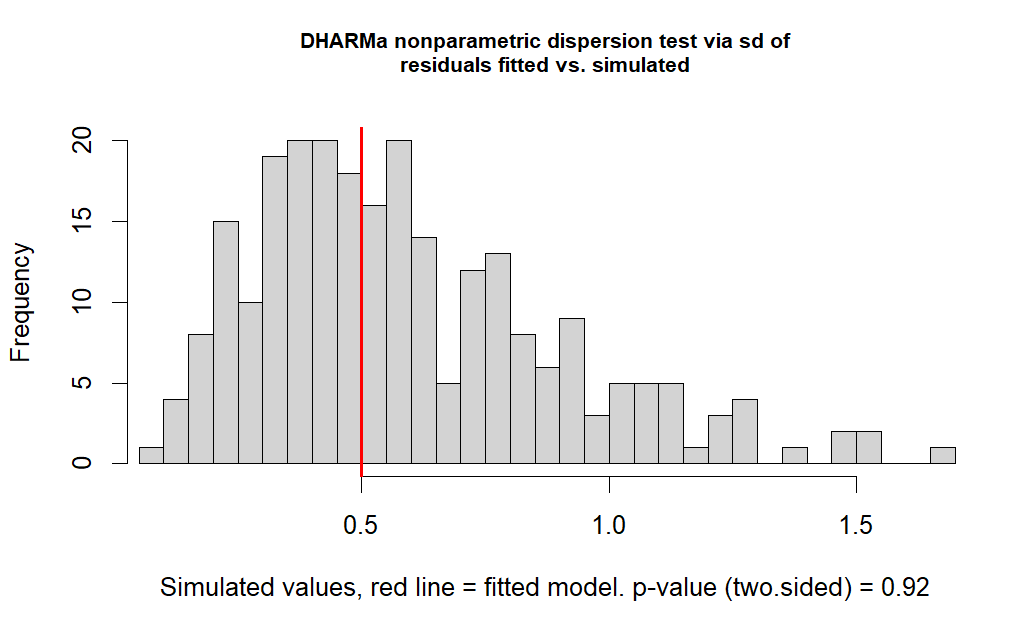 DHARMa nonparametric dispersion test via sd of
residuals fitted vs. simulated
Frequency
20
15
10
5
0
0.5 1.0 1.5
Simulated values, red line = fitted model. p-value (two.sided) = 0.92